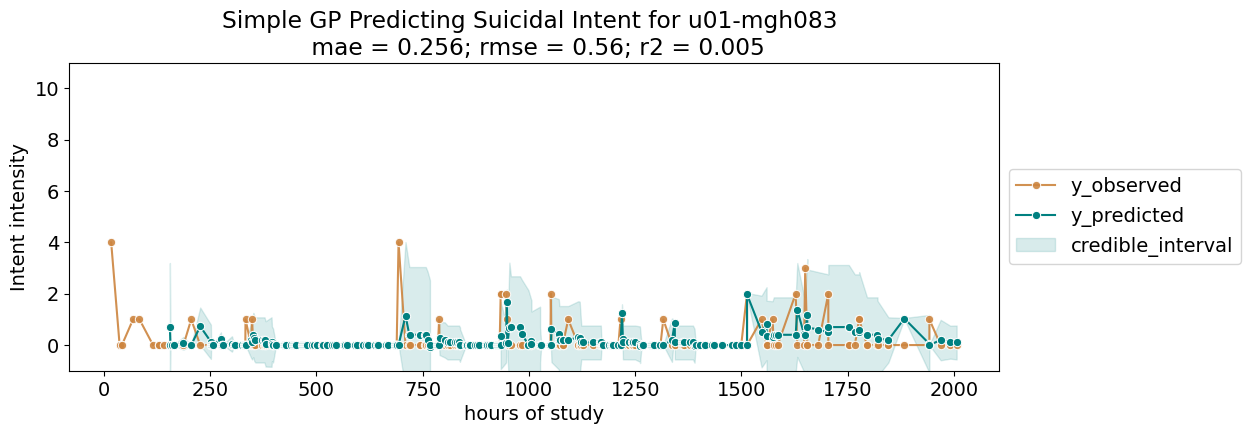 Simple GP Predicting Suicidal Intent for u01-mgh083
mae = 0.256; rmse = 0.56; r2 = 0.005
Intent intensity
10
8
6
4
2
0
0 250 500 750 1000 1250 1500 1750 2000
hours of study
y_observed
y_predicted
credible_interval